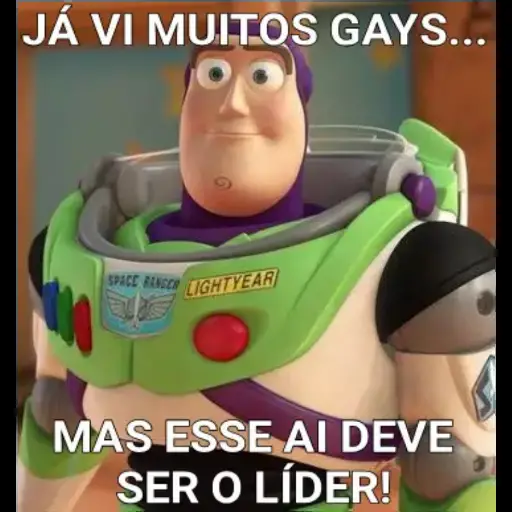 JÁ VI MUITOS GAYS...
SPACE RANGER
LIGHTYEAR
MAS ESSE AI DEVE
SER O LÍDER!